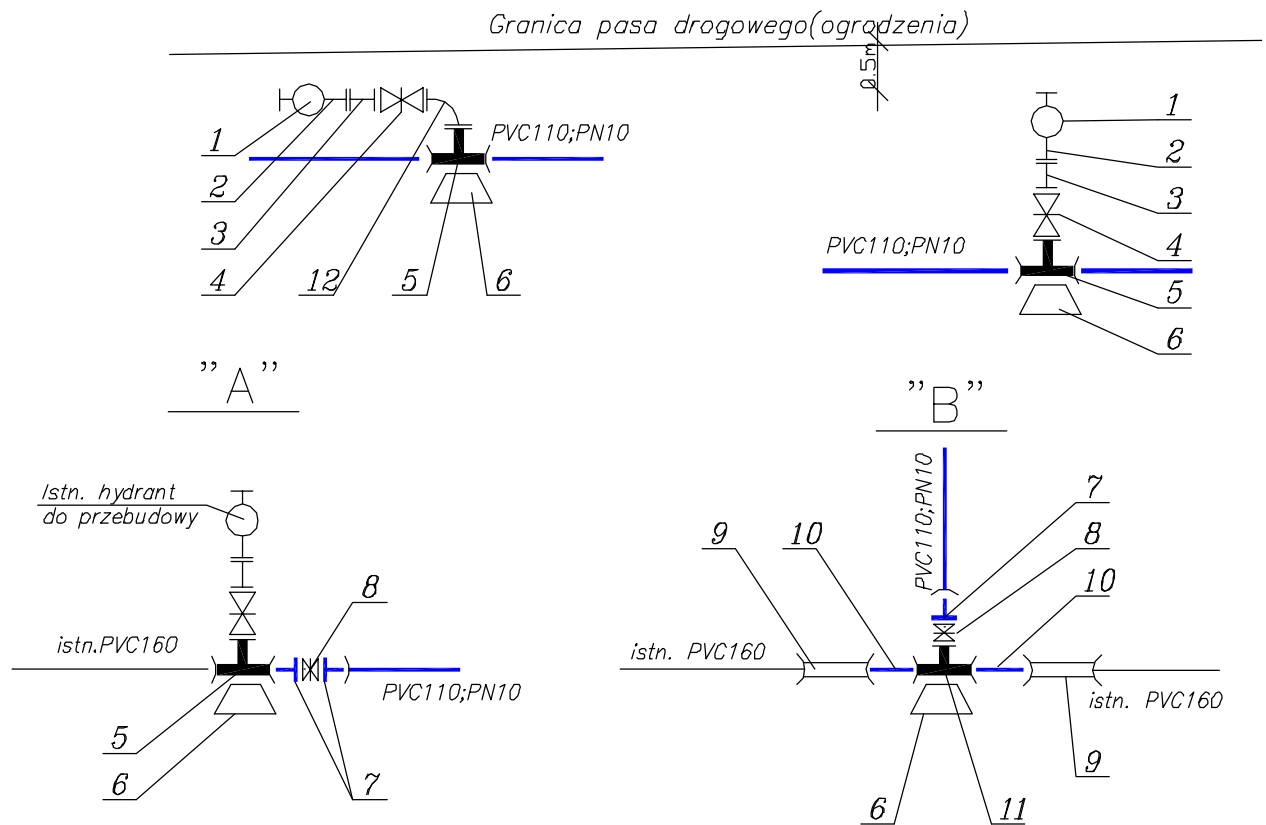 Granica pasa drogowego(ogrodzenia)
0.5m
1
2
3
4
12
5
6
PVC110;PN10
1
2
3
4
5
6
PVC110;PN10
"A"
"B"
Istn. hydrant
do przebudowy
8
istn.PVC160
PVC110;PN10
5
6
7
PVC110;PN10
7
8
9
10
10
istn. PVC160
istn. PVC160
6
11
9